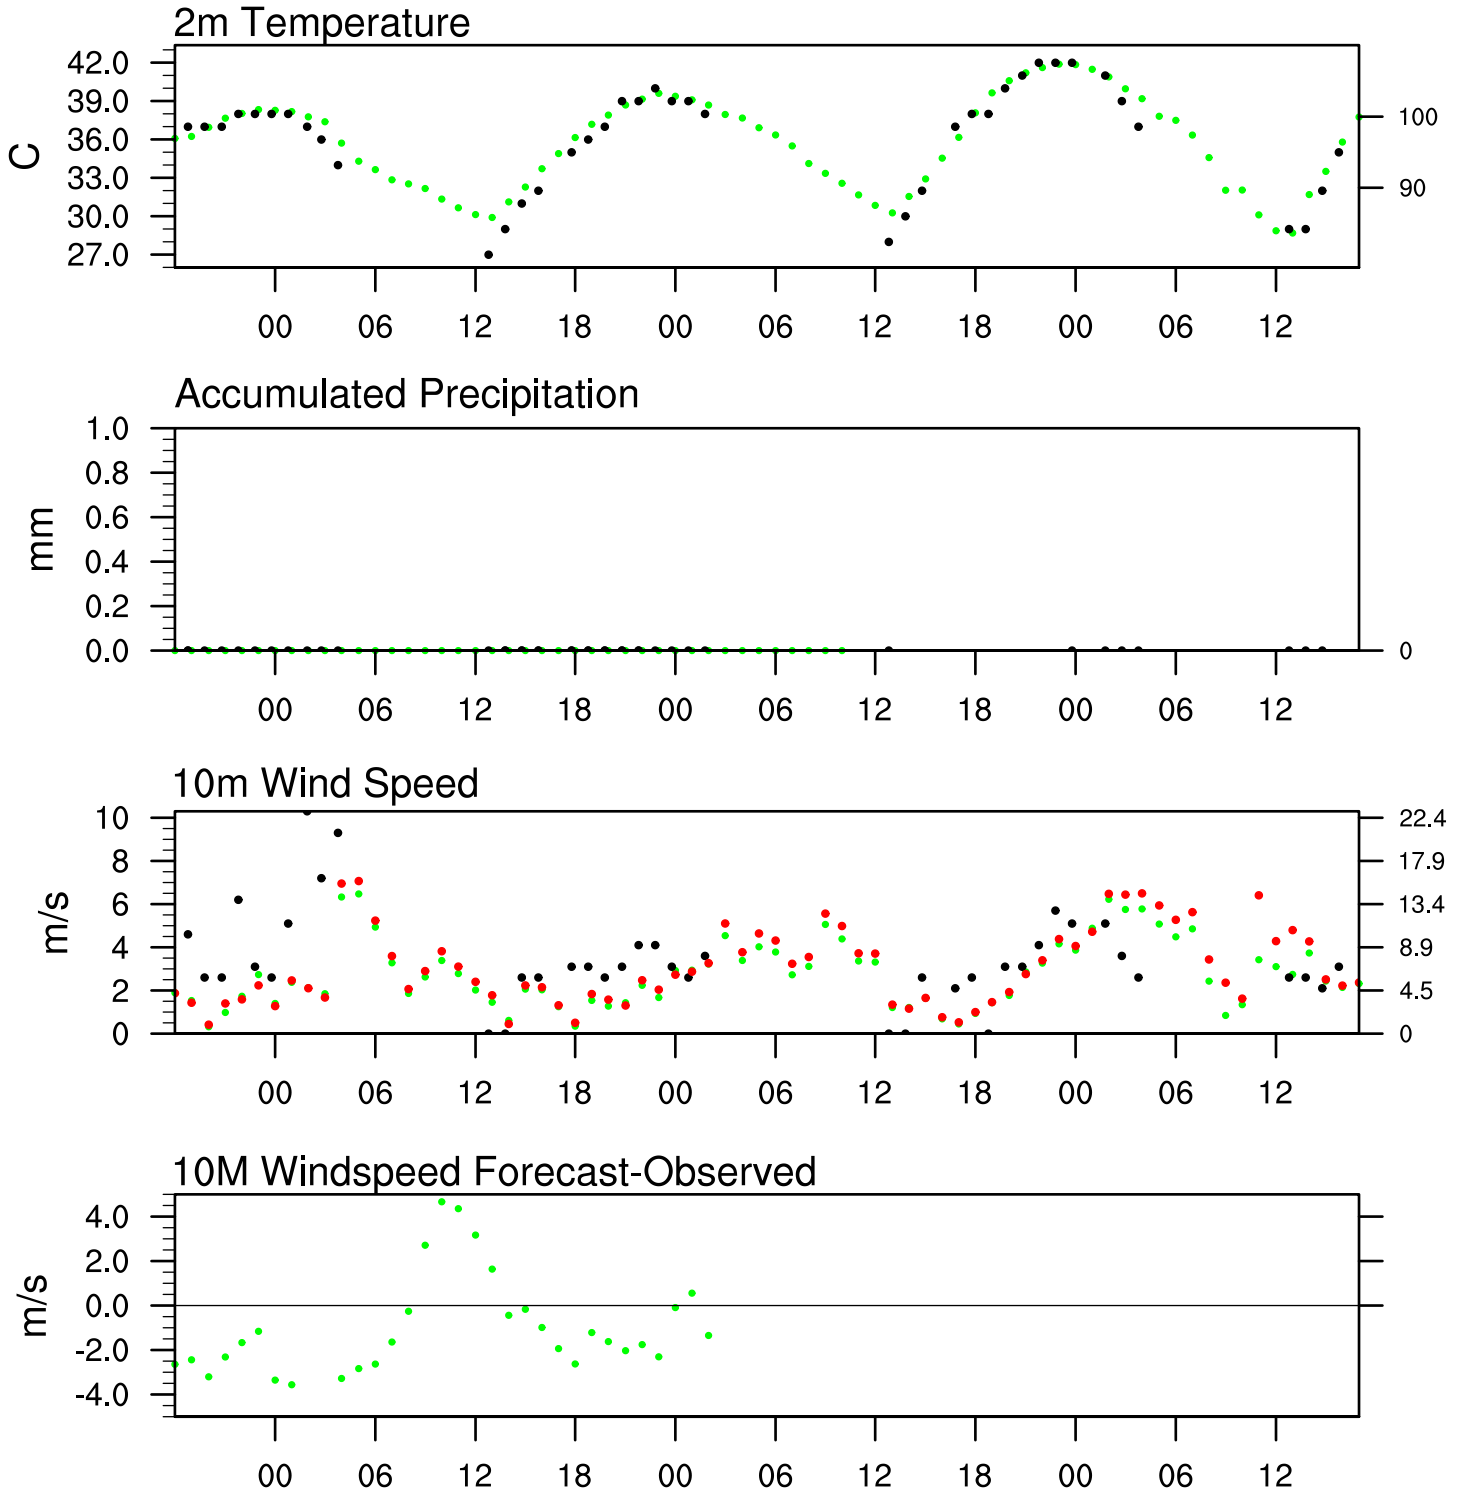 2m Temperature
42.0
39.0
36.0
33.0
30.0
27.0
C
100
90
00 06 12 18 00 06 12 18 00 06 12
Accumulated Precipitation
1.0
0.8
0.6
0.4
0.2
0.0
mm
0
00 06 12 18 00 06 12 18 00 06 12
10m Wind Speed
10
8
6
4
2
0
m/s
22.4
17.9
13.4
8.9
4.5
0
00 06 12 18 00 06 12 18 00 06 12
10M Windspeed Forecast-Observed
4.0
2.0
0.0
-2.0
-4.0
m/s
00 06 12 18 00 06 12 18 00 06 12